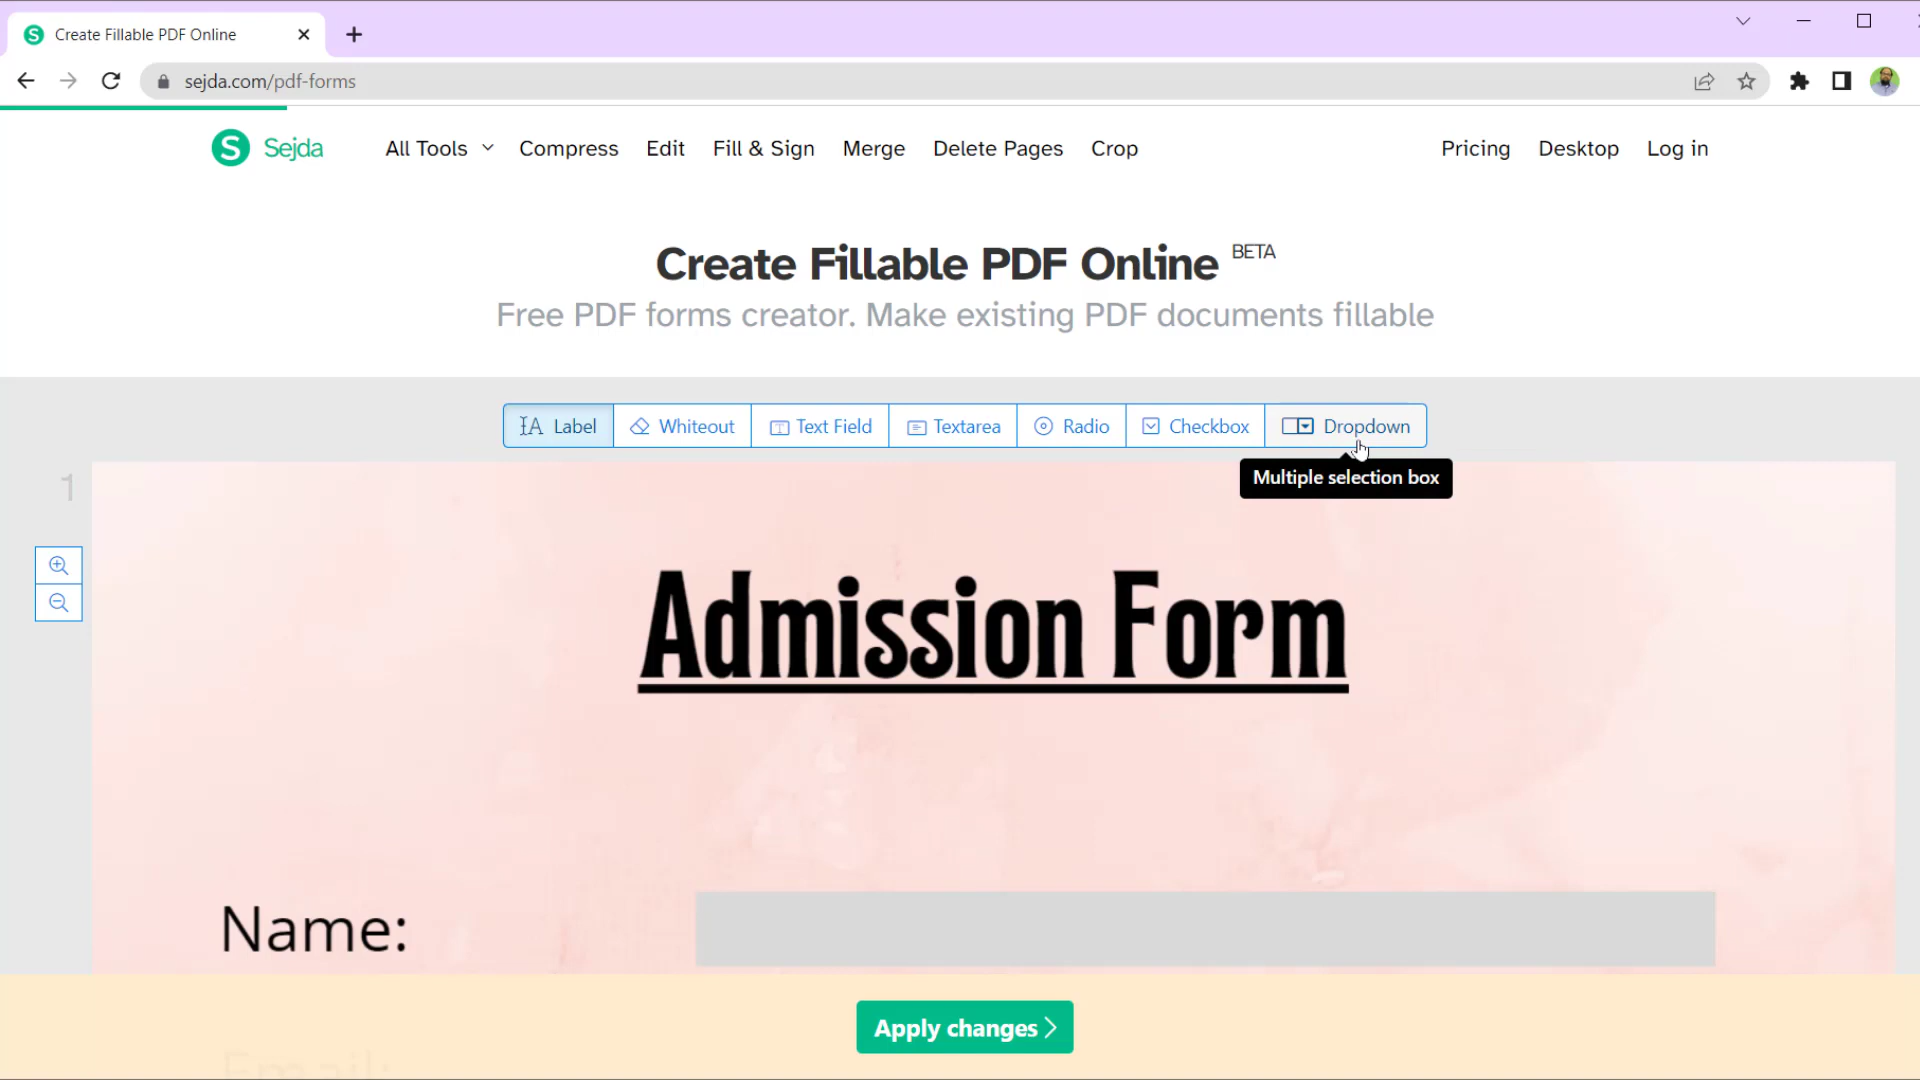 Create Fillable PDF Online
sejda.com/pdf-forms
S Sejda All Tools Compress Edit Fill & Sign Merge Delete Pages Crop Pricing Desktop Log in
Create Fillable PDF Online BETA
Free PDF forms creator. Make existing PDF documents fillable
Label Whiteout Text Field Textarea Radio Checkbox Dropdown
Multiple selection box
1
Admission Form
Name:
Apply changes
Email: